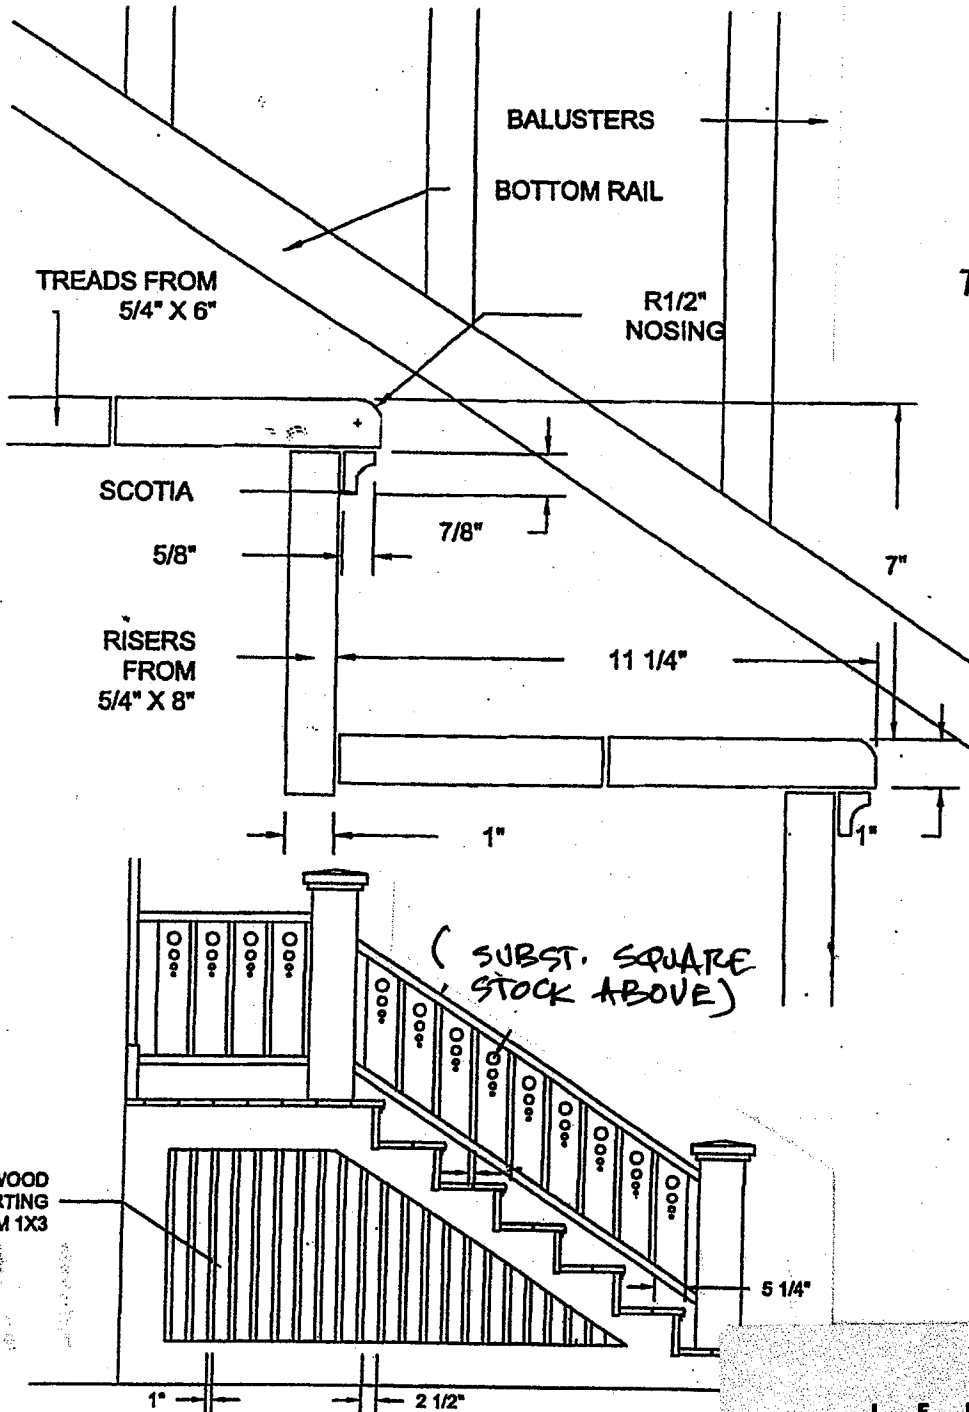 BALUSTERS
BOTTOM RAIL
TREADS FROM
5/4" X 6"
R1/2"
NOSING
SCOTIA
7/8"
5/8"
7"
RISERS
FROM
5/4" X 8"
11 1/4"
1"
1"
( SUBST. SQUARE
STOCK ABOVE)
WOOD
1X3
5 1/4"
1"
2 1/2"